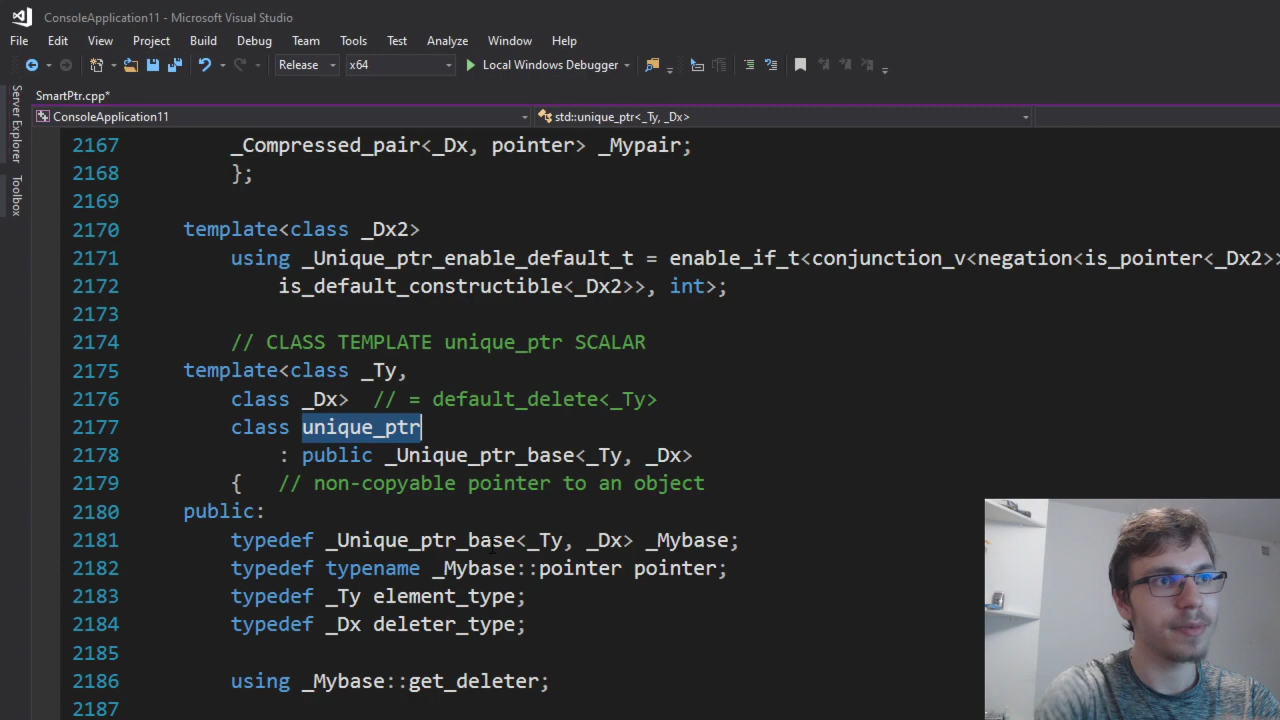 ConsoleApplication11 - Microsoft Visual Studio
File Edit View Project Build Debug Team Tools Test Analyze Window Help
Release x64 Local Windows Debugger
SmartPtr.cpp*
ConsoleApplication11 std::unique_ptr<_Ty, _Dx>
Server Explorer
Toolbox
2167 _Compressed_pair<_Dx, pointer> _Mypair;
2168 };
2169
2170 template<class _Dx2>
2171 using _Unique_ptr_enable_default_t = enable_if_t<conjunction_v<negation<is_pointer<_Dx2>>
2172 is_default_constructible<_Dx2>>, int>;
2173
2174 // CLASS TEMPLATE unique_ptr SCALAR
2175 template<class _Ty,
2176 class _Dx> // = default_delete<_Ty>
2177 class unique_ptr
2178 : public _Unique_ptr_base<_Ty, _Dx>
2179 { // non-copyable pointer to an object
2180 public:
2181 typedef _Unique_ptr_base<_Ty, _Dx> _Mybase;
2182 typedef typename _Mybase::pointer pointer;
2183 typedef _Ty element_type;
2184 typedef _Dx deleter_type;
2185
2186 using _Mybase::get_deleter;
2187